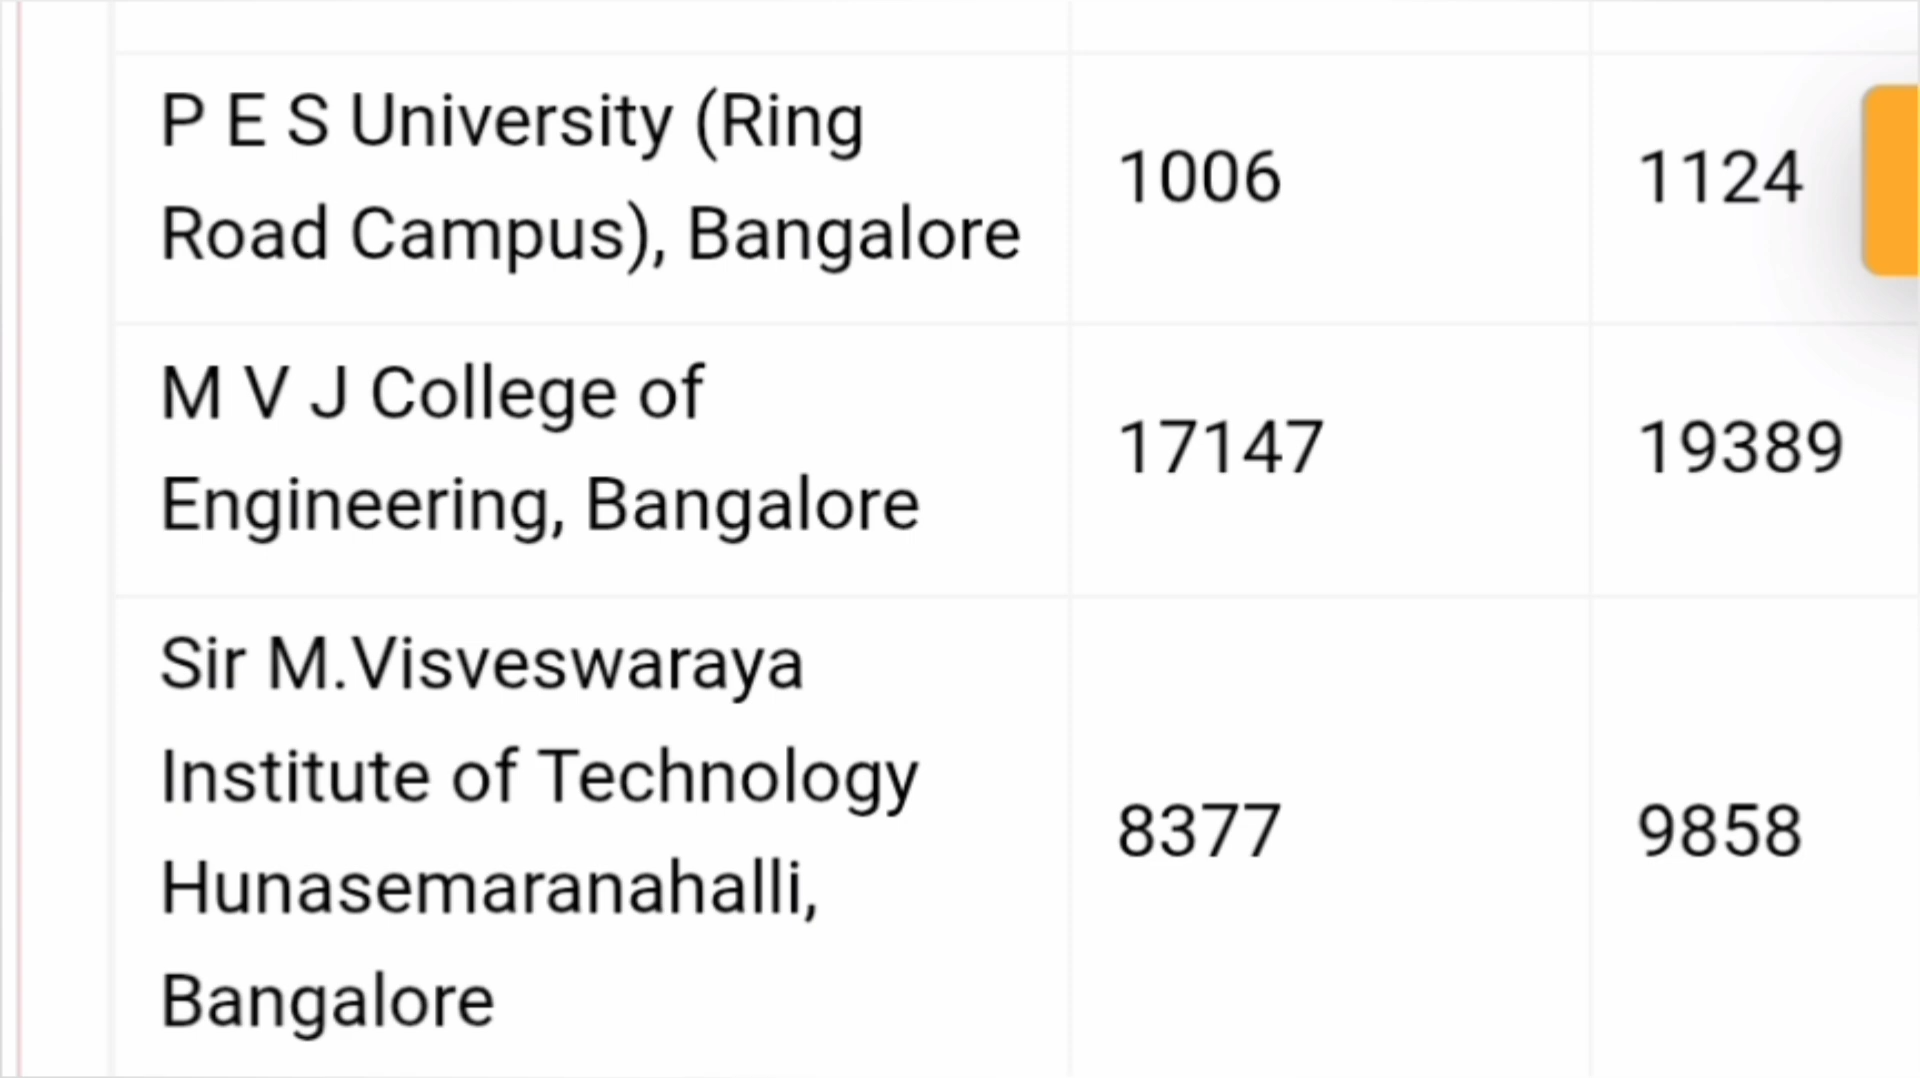 P E S University (Ring
Road Campus), Bangalore
1006
1124
M V J College of
Engineering, Bangalore
17147
19389
Sir M.Visveswaraya
Institute of Technology
Hunasemaranahalli,
Bangalore
8377
9858